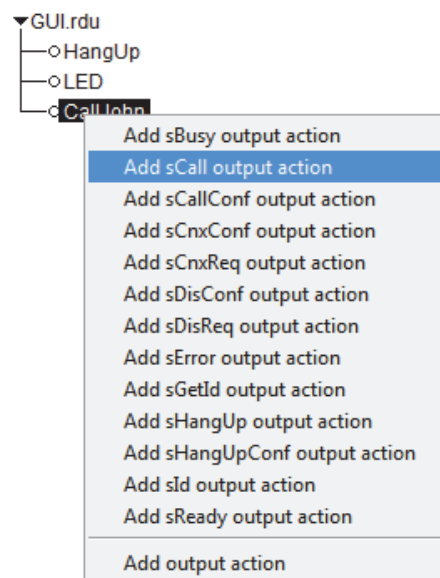 GUI.rdu
HangUp
LED
CallJohn
Add sBusy output action
Add sCall output action
Add sCallConf output action
Add sCnxConf output action
Add sCnxReq output action
Add sDisConf output action
Add sDisReq output action
Add sError output action
Add sGetId output action
Add sHangUp output action
Add sHangUpConf output action
Add sId output action
Add sReady output action
Add output action